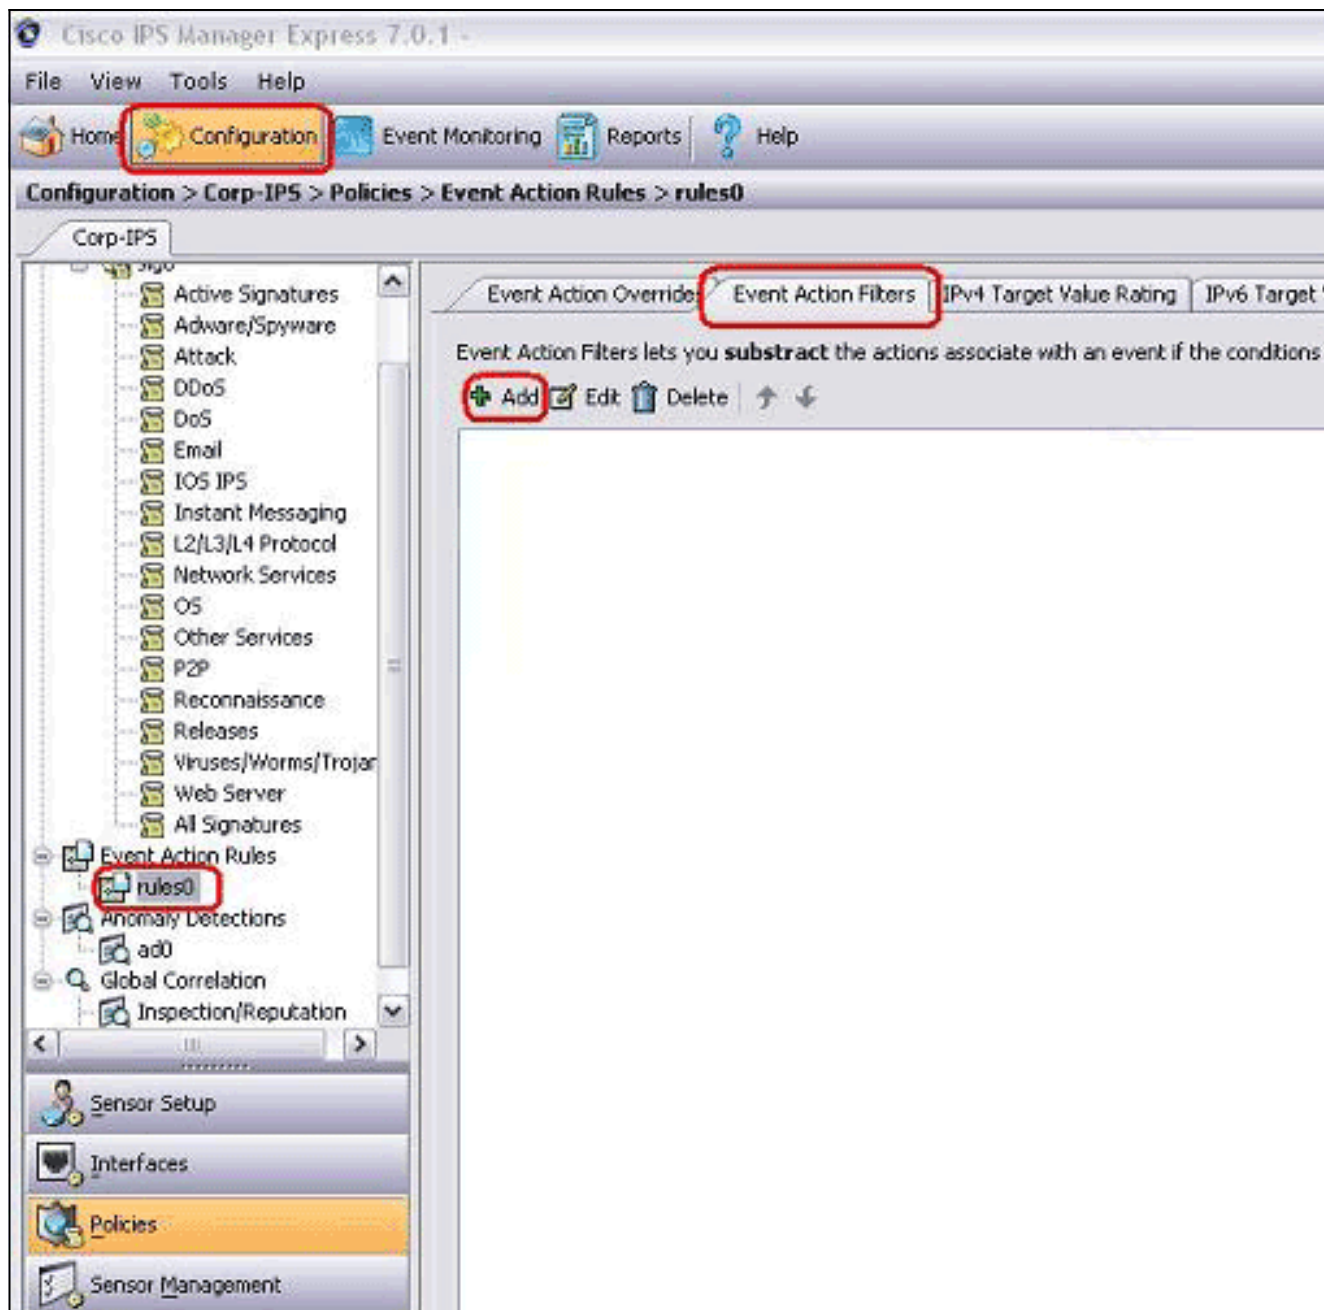 Cisco IPS Manager Express 7.0.1 -
File View Tools Help
Home Configuration Event Monitoring Reports Help
Configuration > Corp-IPS > Policies > Event Action Rules > rules0
Corp-IPS
Event Action Overrides Event Action Filters IPv4 Target Value Rating IPv6 Target
Event Action Filters lets you substract the actions associate with an event if the conditions
Add Edit Delete
sig0
Active Signatures
Adware/Spyware
Attack
DDoS
DoS
Email
IOS IPS
Instant Messaging
L2/L3/L4 Protocol
Network Services
OS
Other Services
P2P
Reconnaissance
Releases
Viruses/Worms/Trojan
Web Server
All Signatures
Event Action Rules
rules0
Anomaly Detections
ad0
Global Correlation
Inspection/Reputation
Sensor Setup
Interfaces
Policies
Sensor Management